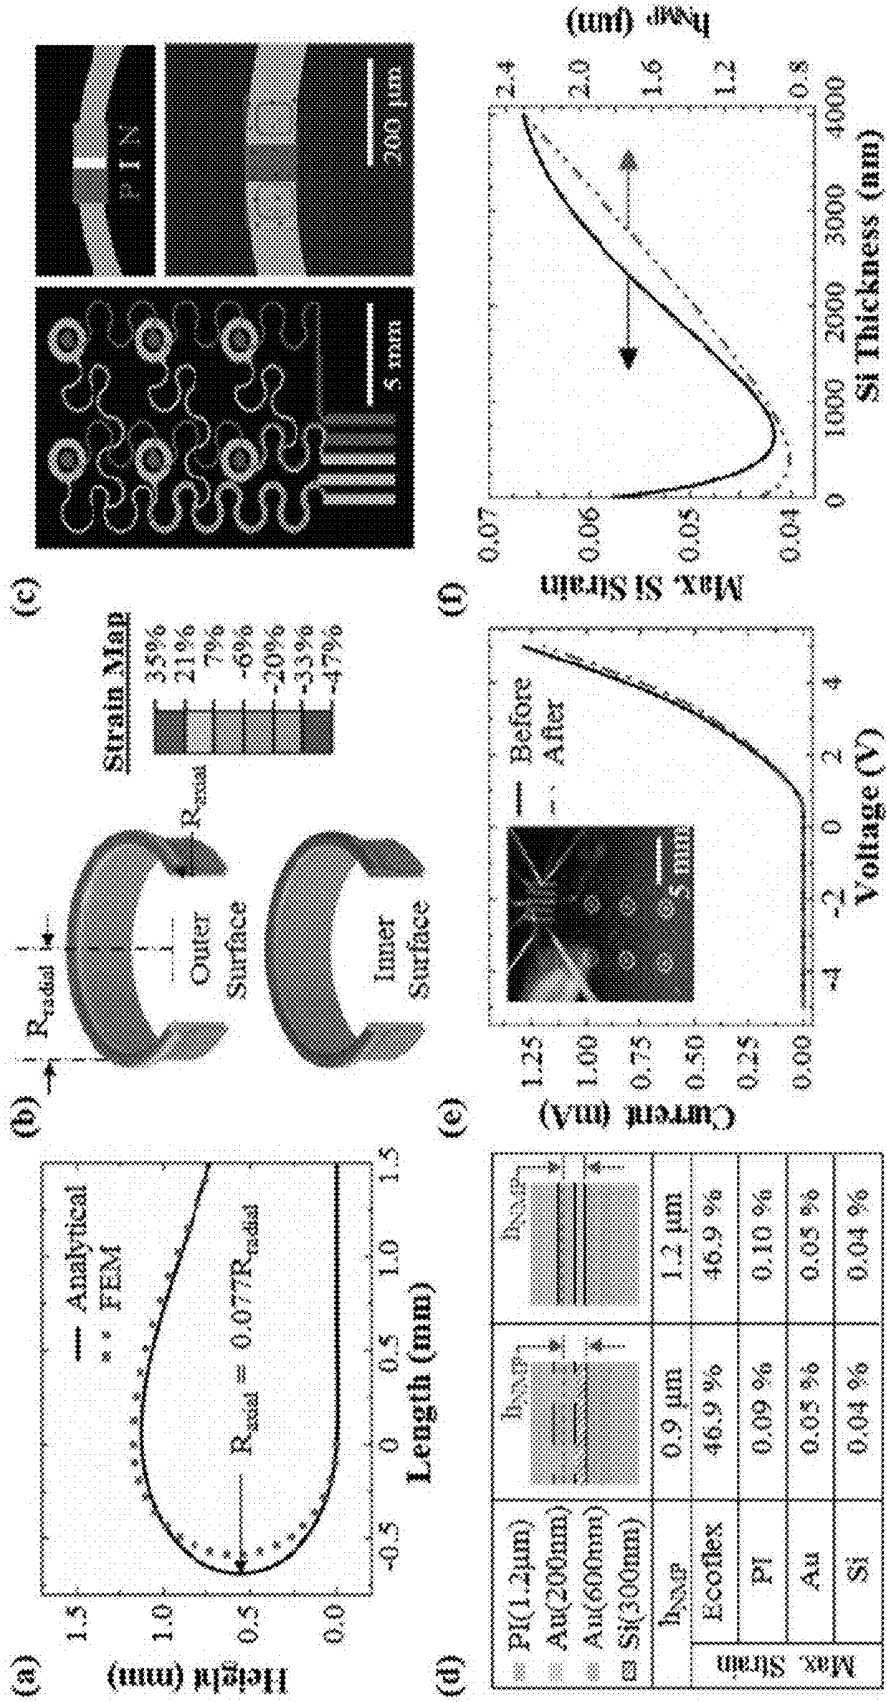 (a)
Height (mm)
1.5
1.0
0.5
0.0
Analytical
FEM
R_axial = 0.077R_radial
-0.5
0
0.5
1.0
1.5
Length (mm)
(b)
R_radial
Outer
Surface
R_axial
Inner
Surface
Strain Map
35%
21%
7%
-6%
-20%
-33%
-47%
(c)
5 mm
P I N
200 μm
(d)
PI(1.2μm)
Au(200nm)
Au(600nm)
Si(300nm)
h_NMP
h_NMP
h_NMP 0.9 μm 1.2 μm
Max. Strain
Ecoflex 46.9 % 46.9 %
PI 0.09 % 0.10 %
Au 0.05 % 0.05 %
Si 0.04 % 0.04 %
(e)
Current (mA)
1.25
1.00
0.75
0.50
0.25
0.00
Before
After
5 mm
-4
-2
0
2
4
Voltage (V)
(f)
Max. Si Strain
0.07
0.06
0.05
0.04
2.4
2.0
1.6
1.2
0.8
h_NMP (μm)
0
1000
2000
3000
4000
Si Thickness (nm)